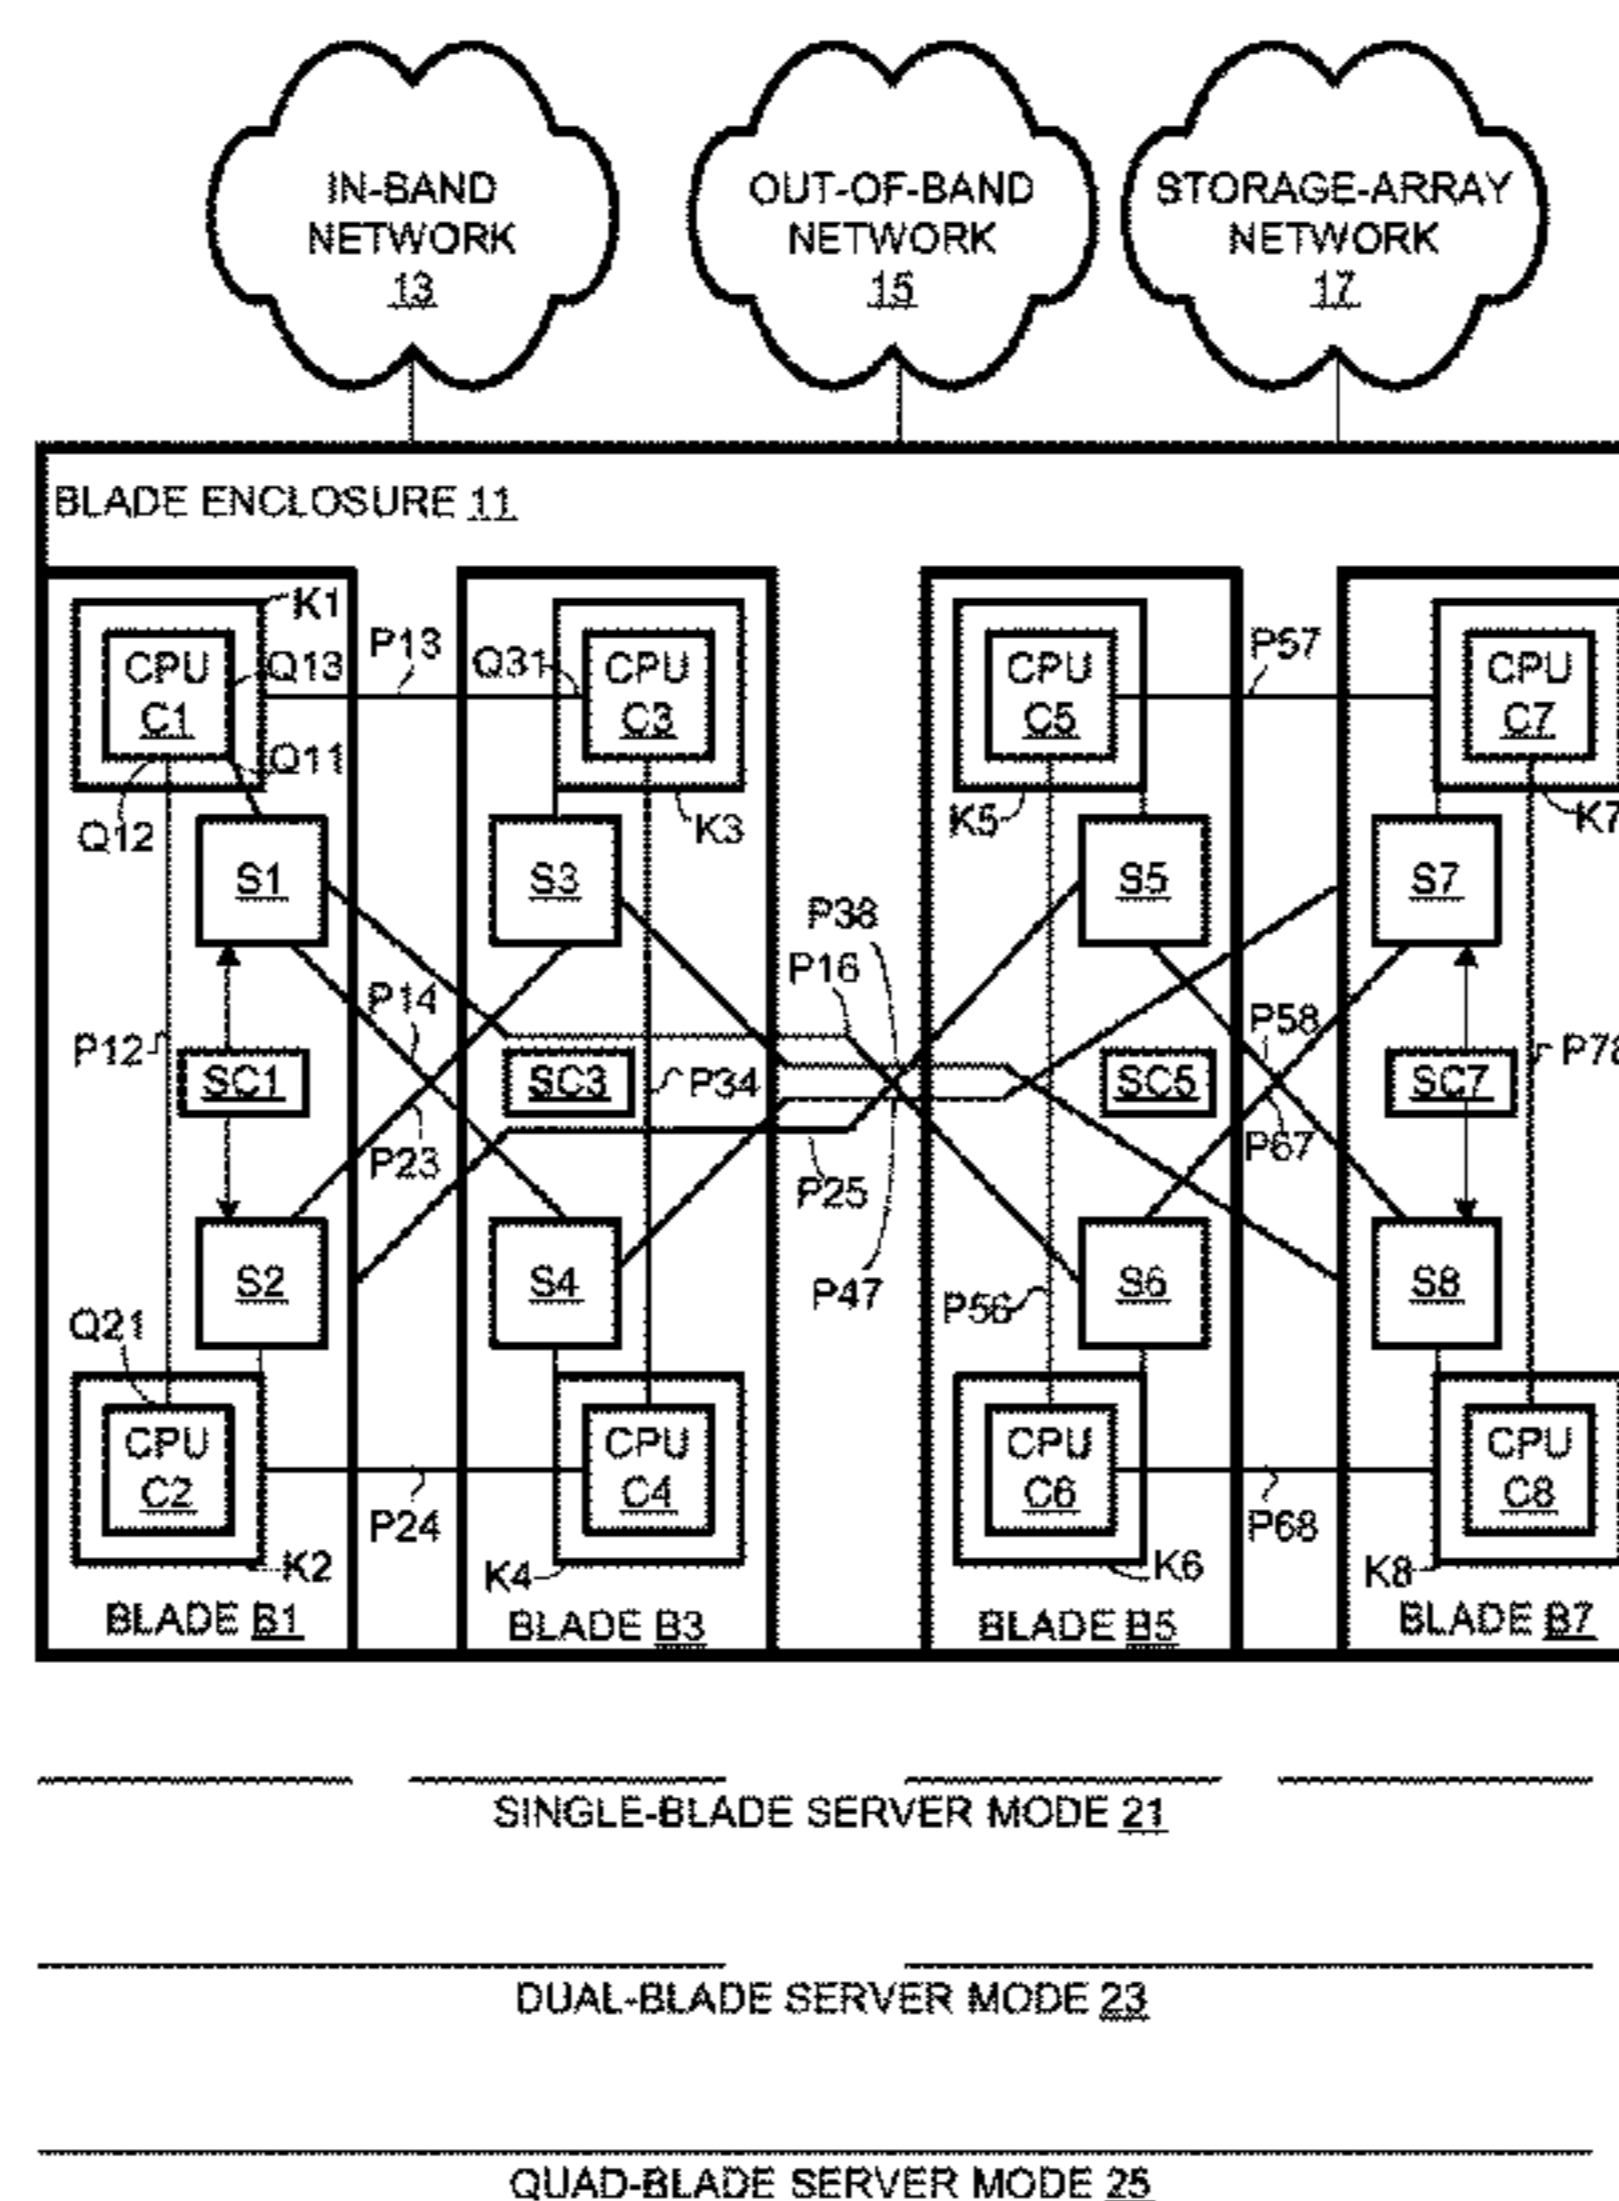 IN-BAND
NETWORK
13
OUT-OF-BAND
NETWORK
15
STORAGE-ARRAY
NETWORK
17
BLADE ENCLOSURE 11
K1
CPU
C1
Q13
Q11
Q12
P13
Q31
CPU
C3
K3
CPU
C5
K5
P57
CPU
C7
K7
S1
S3
S5
S7
P38
P16
P14
P12
SC1
SC3
P34
SC5
P58
SC7
P78
P23
P25
P67
P47
P56
S2
S4
S6
S8
Q21
CPU
C2
K2
P24
CPU
C4
K4
CPU
C6
K6
P68
CPU
C8
K8
BLADE B1
BLADE B3
BLADE B5
BLADE B7
SINGLE-BLADE SERVER MODE 21
DUAL-BLADE SERVER MODE 23
QUAD-BLADE SERVER MODE 25